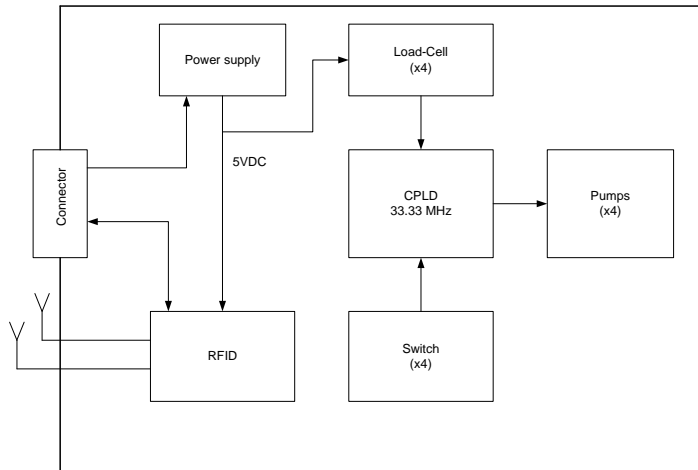 Power supply
Load-Cell
(x4)
5VDC
Connector
CPLD
33.33 MHz
Pumps
(x4)
RFID
Switch
(x4)